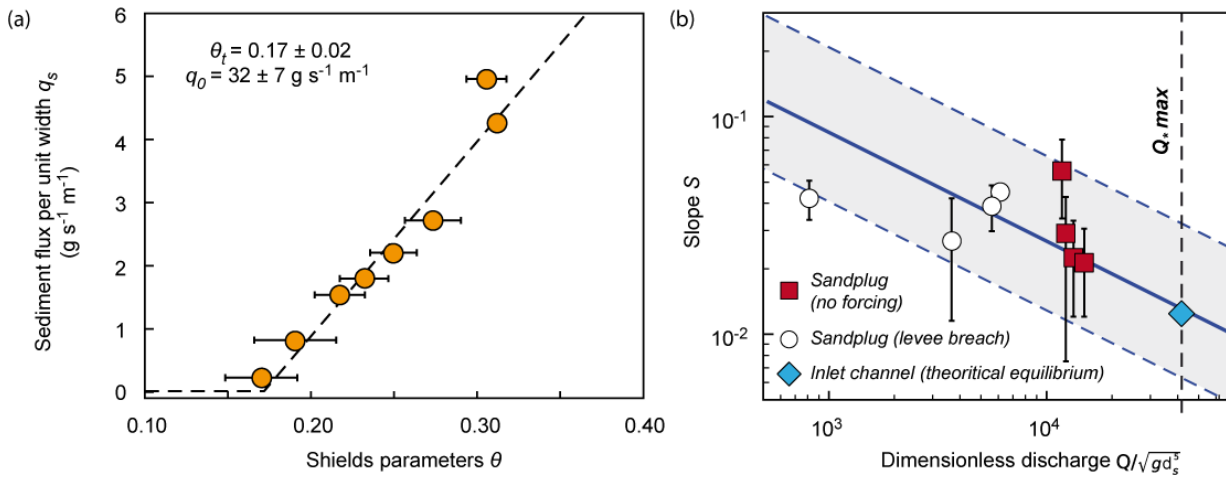 (a)
6
5
4
3
2
1
0
θt = 0.17 ± 0.02
q0 = 32 ± 7 g s⁻¹ m⁻¹
Sediment flux per unit width qs
(g s⁻¹ m⁻¹)
0.10
0.20
0.30
0.40
Shields parameters θ
(b)
10⁻¹
10⁻²
Slope S
Q* max
Sandplug
(no forcing)
Sandplug (levee breach)
Inlet channel (theoritical equilibrium)
10³
10⁴
Dimensionless discharge Q/√gdₛ⁵